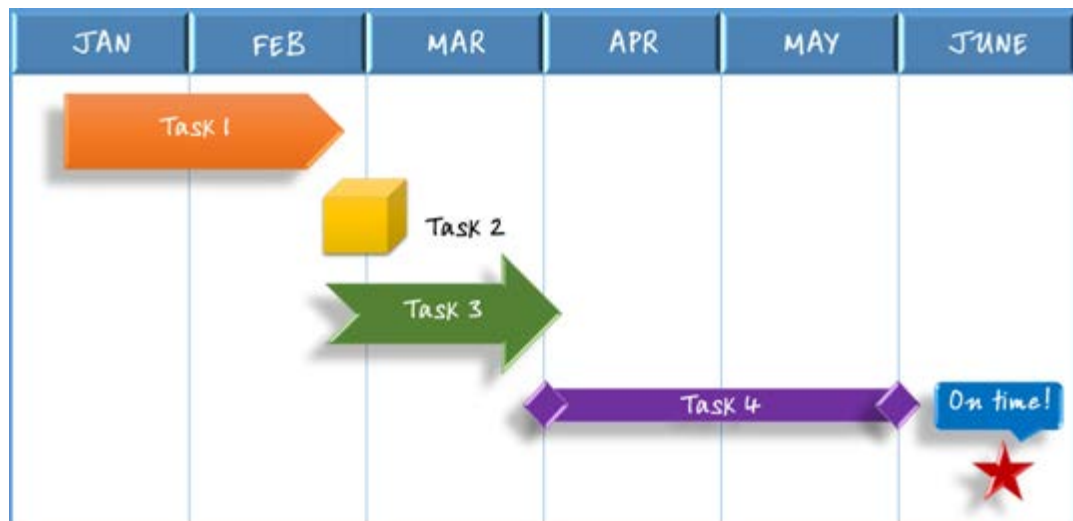 JAN FEB MAR APR MAY JUNE
Task 1
Task 2
Task 3
Task 4
On time!